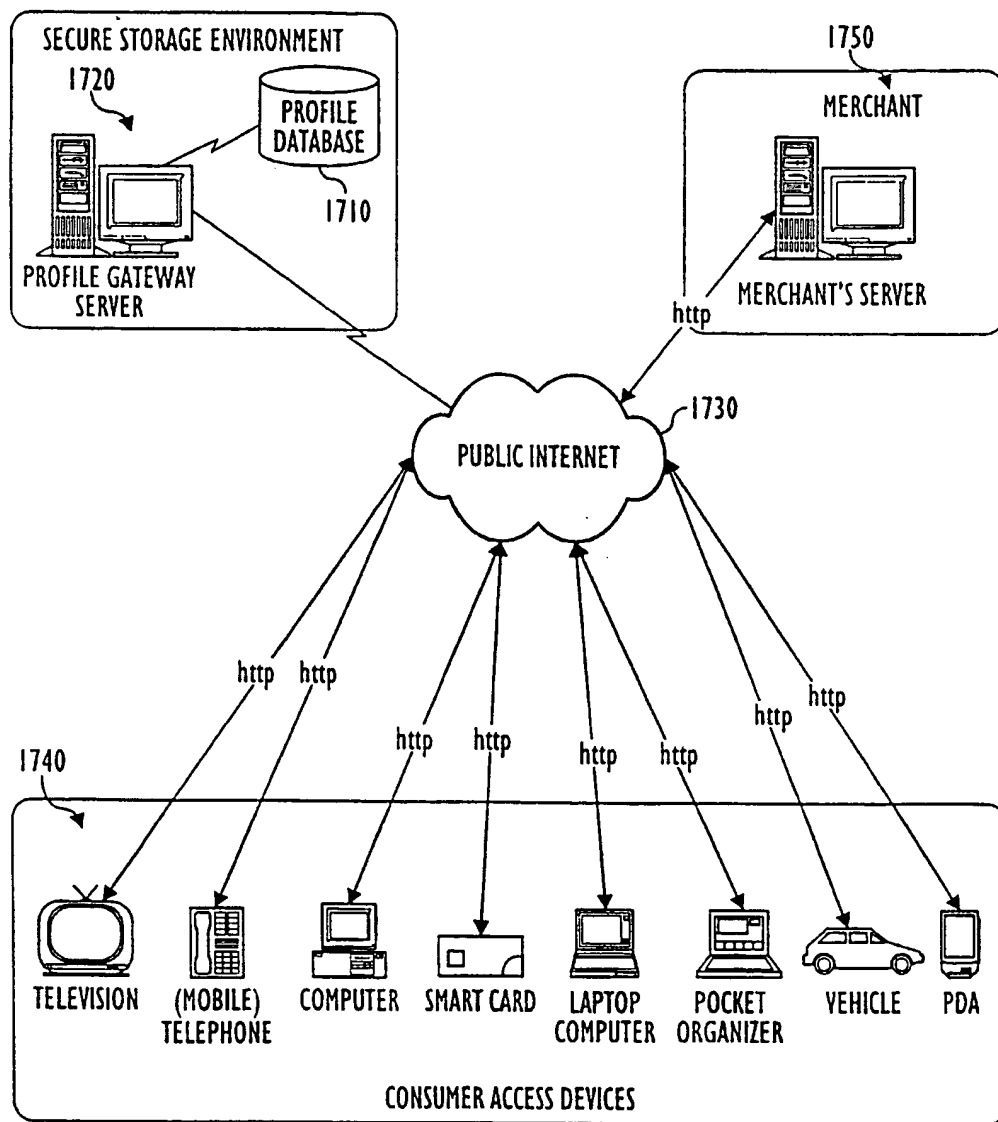 SECURE STORAGE ENVIRONMENT
1720
PROFILE
DATABASE
1710
PROFILE GATEWAY
SERVER
1750
MERCHANT
MERCHANT'S SERVER
http
1730
PUBLIC INTERNET
http
http
http
http
http
http
http
http
1740
TELEVISION
(MOBILE)
TELEPHONE
COMPUTER
SMART CARD
LAPTOP
COMPUTER
POCKET
ORGANIZER
VEHICLE
PDA
CONSUMER ACCESS DEVICES